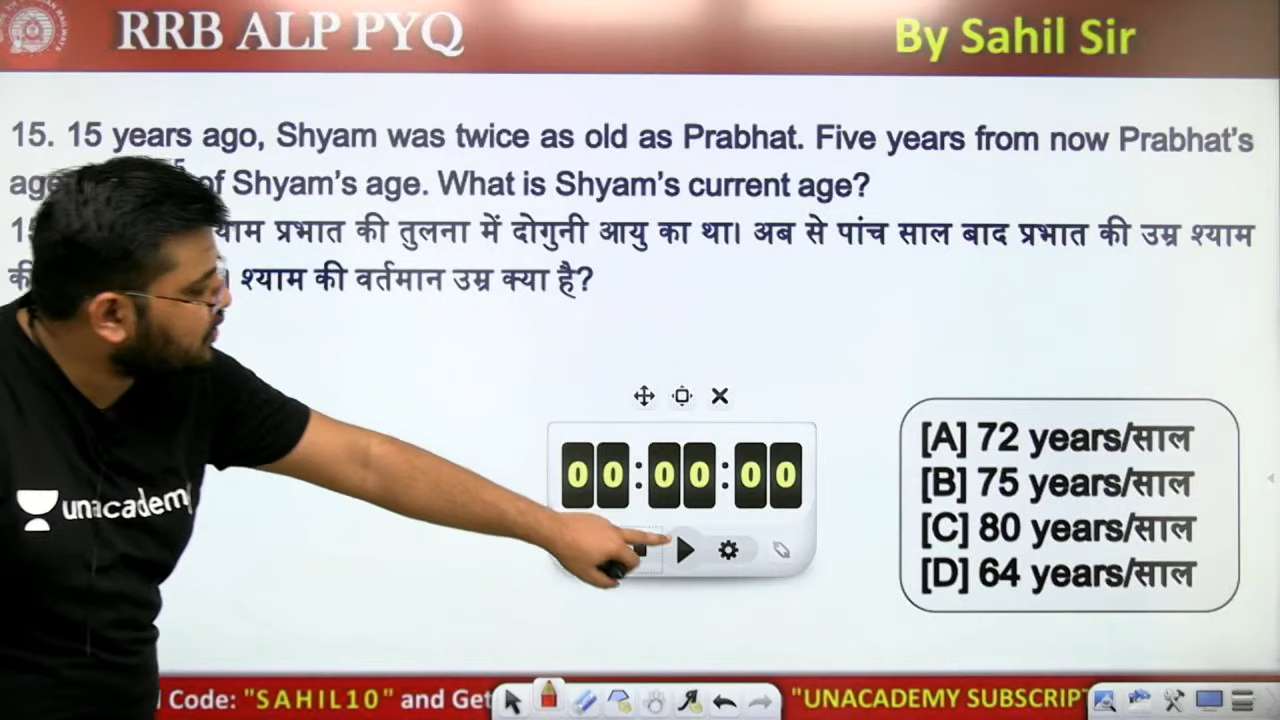 RRB ALP PYQ
By Sahil Sir
15. 15 years ago, Shyam was twice as old as Prabhat. Five years from now Prabhat's
age of Shyam's age. What is Shyam's current age?
श्याम प्रभात की तुलना में दोगुनी आयु का था। अब से पांच साल बाद प्रभात की उम्र श्याम
की । श्याम की वर्तमान उम्र क्या है?
00:00:00
[A] 72 years/साल
[B] 75 years/साल
[C] 80 years/साल
[D] 64 years/साल
unacademy
Code: "SAHIL10" and Get
"UNACADEMY SUBSCRIPT